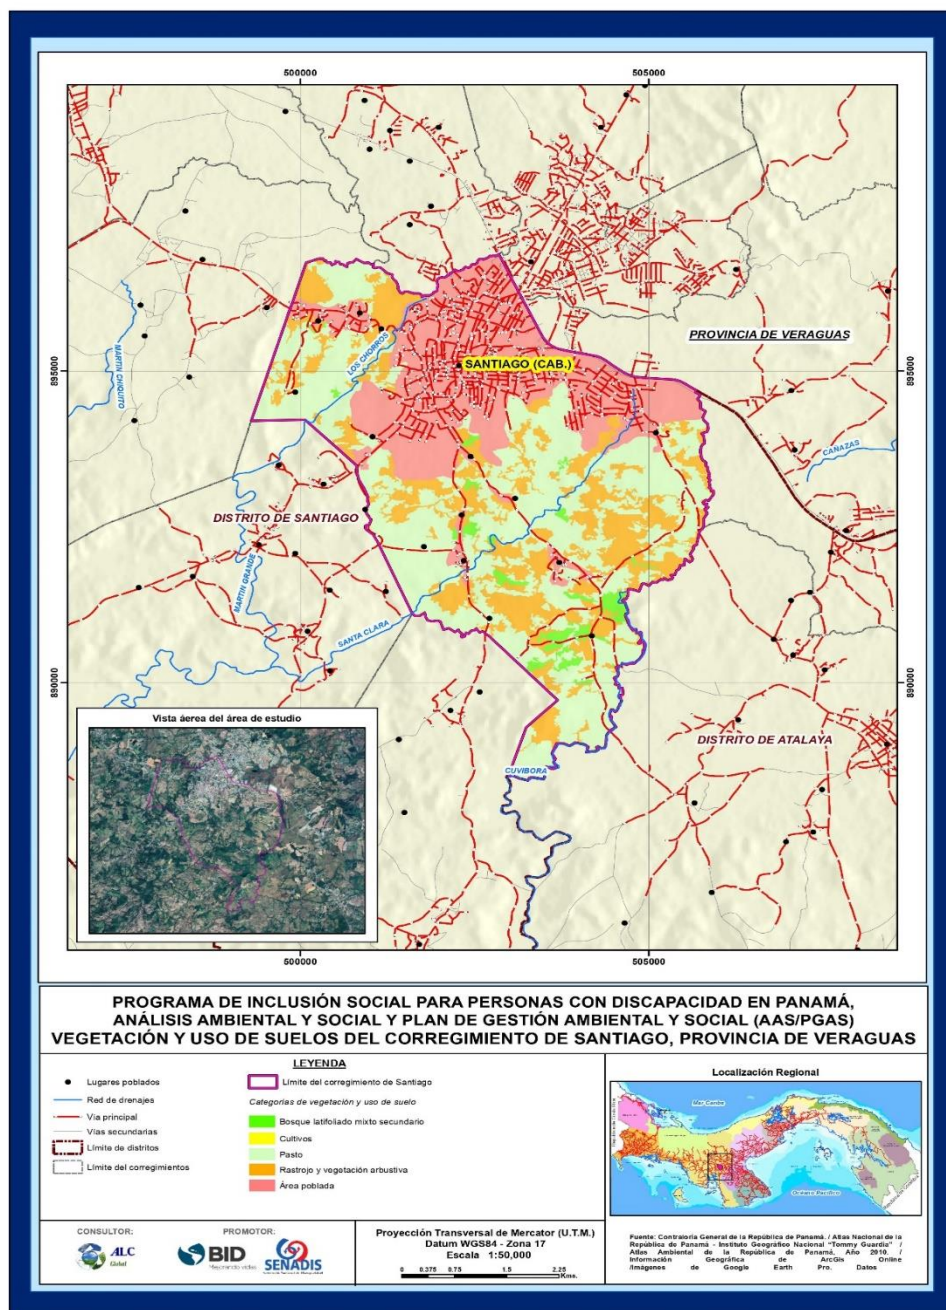 500000
505000
895000
895000
MARTIN CHIQUITO
LOS CHORROS
PROVINCIA DE VERAGUAS
SANTIAGO (CAB.)
CAÑAZAS
DISTRITO DE SANTIAGO
MARTIN GRANDE
SANTA CLARA
890000
890000
DISTRITO DE ATALAYA
CUVIBORA
Vista áerea del área de estudio
500000
505000
PROGRAMA DE INCLUSIÓN SOCIAL PARA PERSONAS CON DISCAPACIDAD EN PANAMÁ,
ANÁLISIS AMBIENTAL Y SOCIAL Y PLAN DE GESTIÓN AMBIENTAL Y SOCIAL (AAS/PGAS)
VEGETACIÓN Y USO DE SUELOS DEL CORREGIMIENTO DE SANTIAGO, PROVINCIA DE VERAGUAS
LEYENDA
Lugares poblados
Red de drenajes
Via principal
Vías secundarias
Límite de distritos
Límite del corregimientos
Límite del corregimiento de Santiago
Categorías de vegetación y uso de suelo
Bosque latifoliado mixto secundario
Cultivos
Pasto
Rastrojo y vegetación arbustiva
Área poblada
Localización Regional
Mar Caribe
Océano Pacífico
CONSULTOR:
ALC
Global
PROMOTOR:
BID
Mejorando vidas
SENADIS
Proyección Transversal de Mercator (U.T.M.)
Datum WGS84 - Zona 17
Escala 1:50,000
0 0.375 0.75 1.5 2.25
Kms.
Fuente: Contraloria General de la República de Panamá. / Atlas Nacional de la
República de Panamá - Instituto Geográfico Nacional "Tommy Guardia" /
Atlas Ambiental de la República de Panamá, Año 2010. /
Información Geográfica de ArcGis Online
/Imágenes de Google Earth Pro. Datos